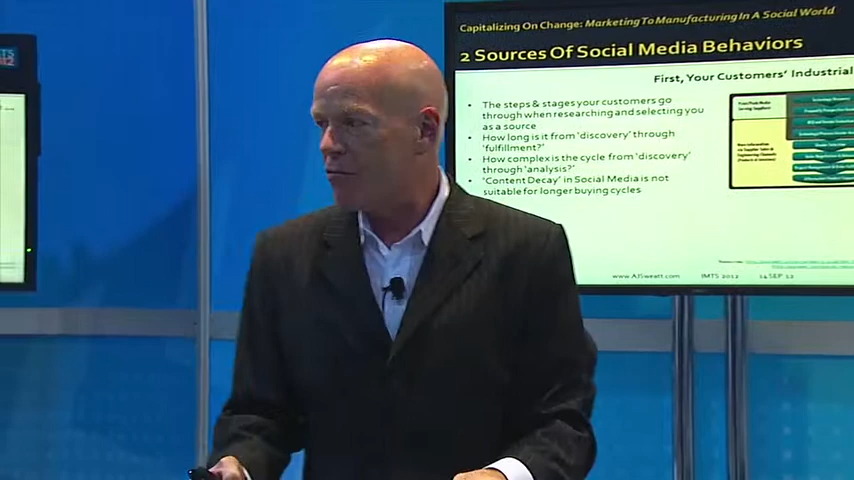 Capitalizing On Change: Marketing To Manufacturing In A Social World
2 Sources Of Social Media Behaviors
First, Your Customers' Industrial
• The steps & stages your customers go
through when researching and selecting you
as a source
• How long is it from 'discovery' through
'fulfillment?'
• How complex is the cycle from 'discovery'
through 'analysis?'
• 'Content Decay' in Social Media is not
suitable for longer buying cycles
www.AJSweatt.com IMTS 2012 14 SEP 12